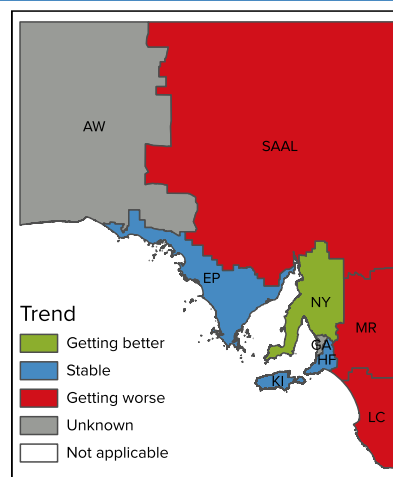 AW
SAAL
EP
NY
MR
GA
HF
KI
LC
Trend
Getting better
Stable
Getting worse
Unknown
Not applicable